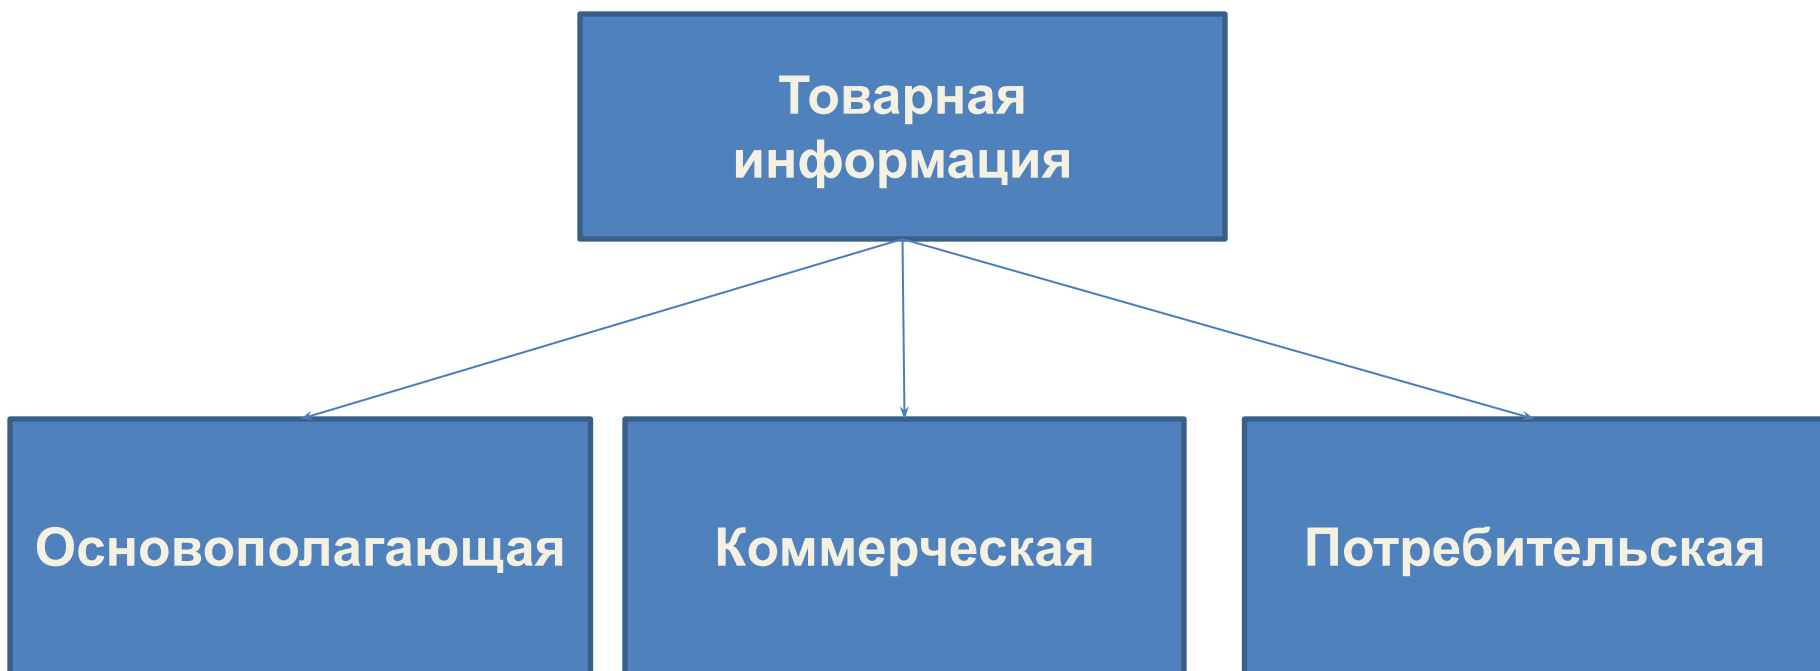 Товарная
информация
Основополагающая
Коммерческая
Потребительская